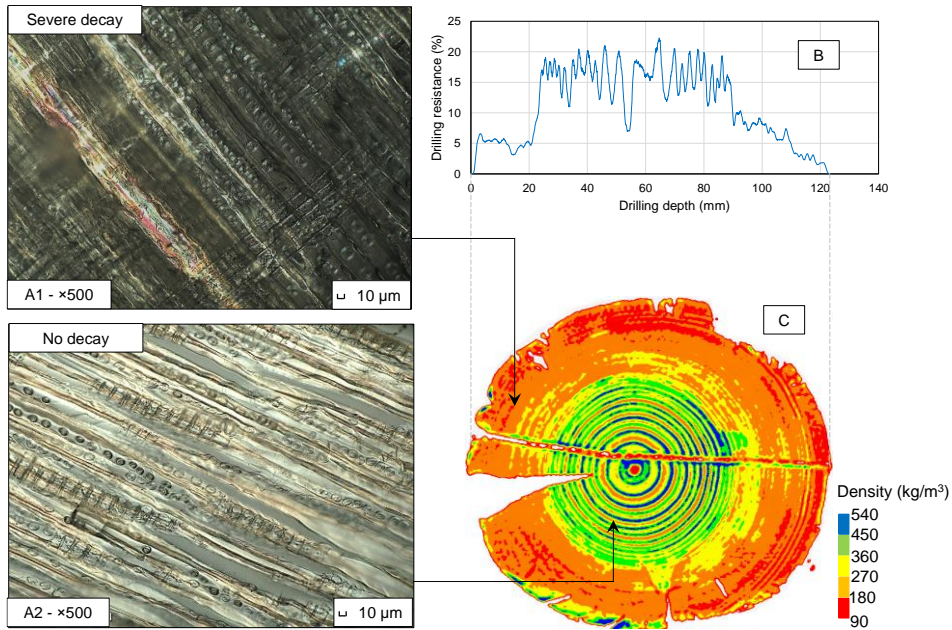 Severe decay
A1 - ×500
10 µm
No decay
A2 - ×500
10 µm
B
Drilling resistance (%)
25
20
15
10
5
0
0 20 40 60 80 100 120 140
Drilling depth (mm)
C
Density (kg/m³)
540
450
360
270
180
90